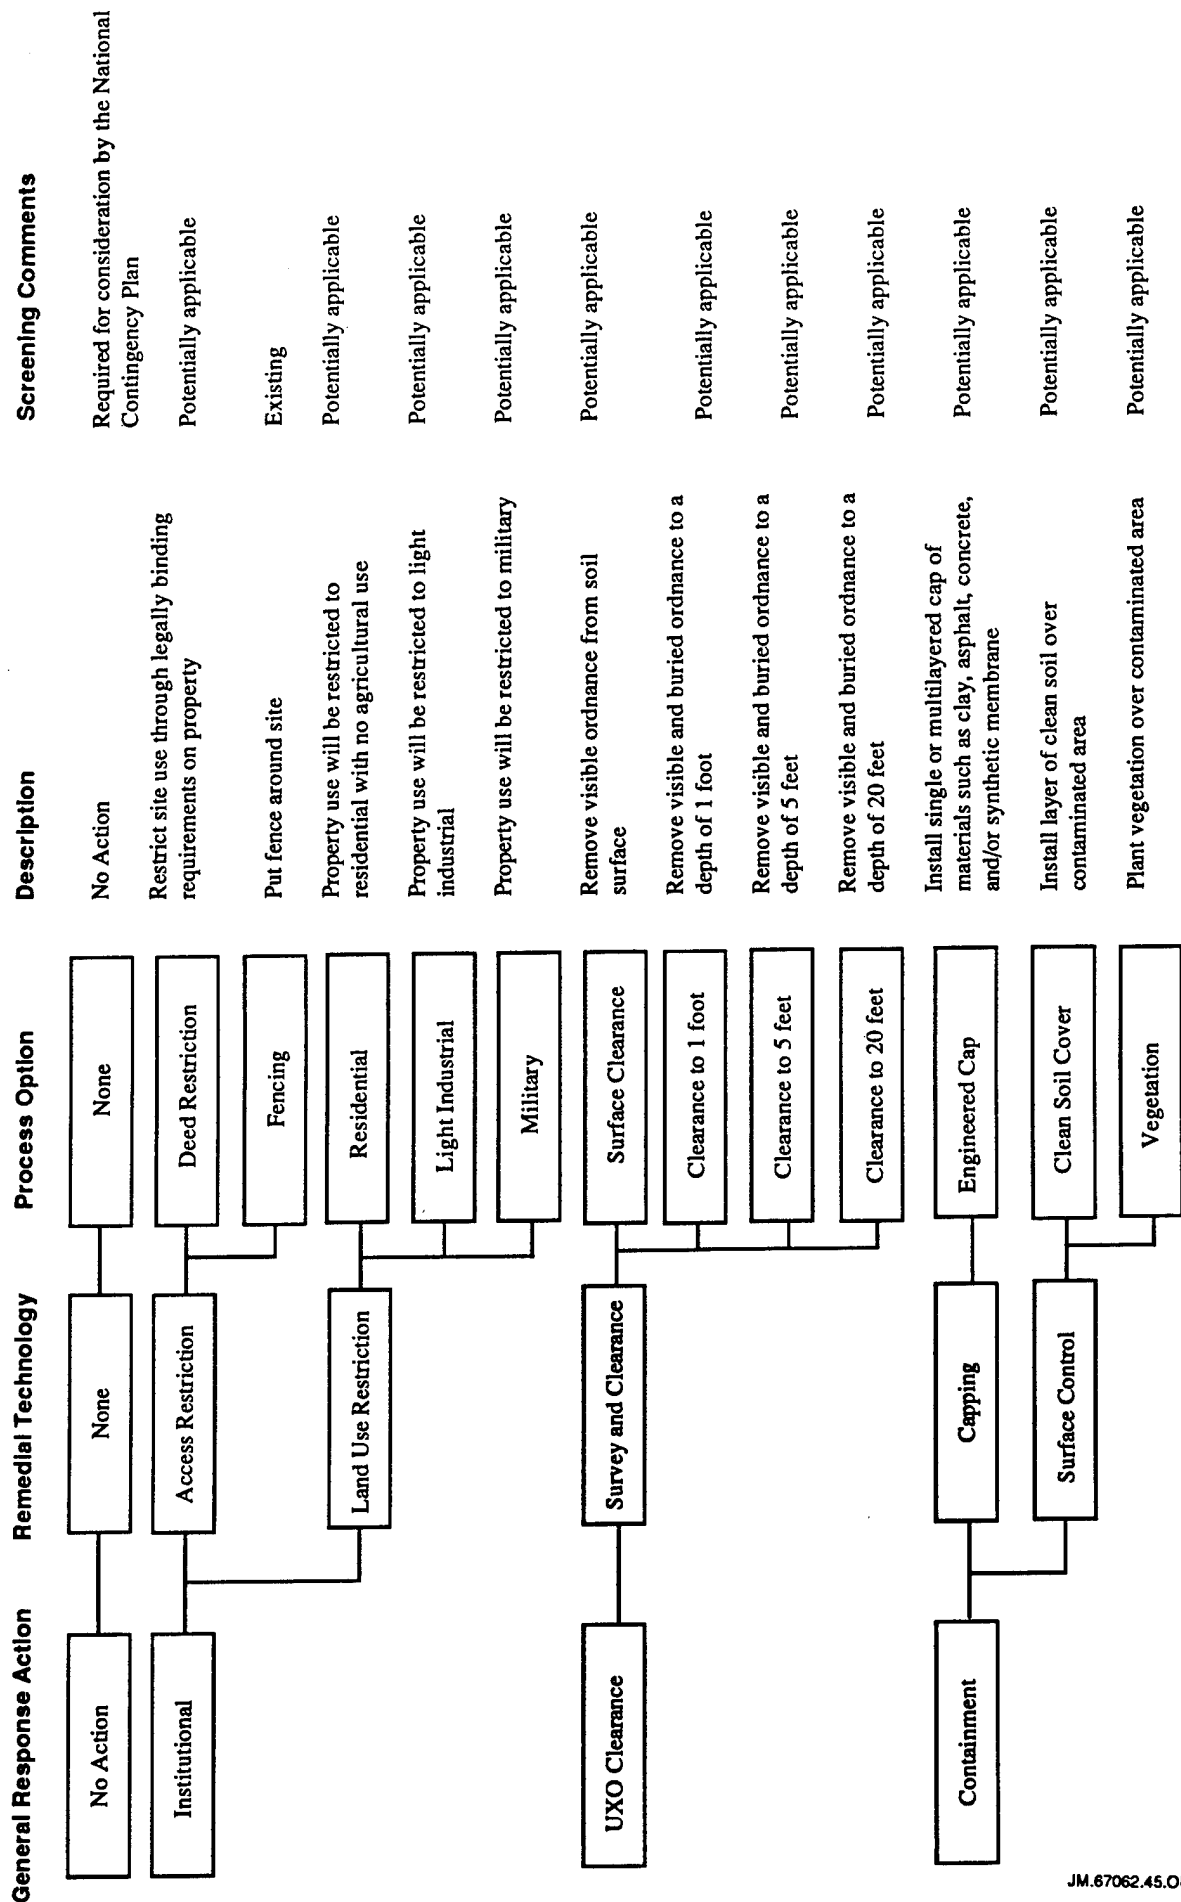 General Response Action
Remedial Technology
Process Option
Description
Screening Comments
No Action
None
None
No Action
Required for consideration by the National
Contingency Plan
Institutional
Access Restriction
Deed Restriction
Restrict site use through legally binding
requirements on property
Potentially applicable
Fencing
Put fence around site
Existing
Land Use Restriction
Residential
Property use will be restricted to
residential with no agricultural use
Potentially applicable
Light Industrial
Property use will be restricted to light
industrial
Potentially applicable
Military
Property use will be restricted to military
Potentially applicable
UXO Clearance
Survey and Clearance
Surface Clearance
Remove visible ordnance from soil
surface
Potentially applicable
Clearance to 1 foot
Remove visible and buried ordnance to a
depth of 1 foot
Potentially applicable
Clearance to 5 feet
Remove visible and buried ordnance to a
depth of 5 feet
Potentially applicable
Clearance to 20 feet
Remove visible and buried ordnance to a
depth of 20 feet
Potentially applicable
Containment
Capping
Engineered Cap
Install single or multilayered cap of
materials such as clay, asphalt, concrete,
and/or synthetic membrane
Potentially applicable
Surface Control
Clean Soil Cover
Install layer of clean soil over
contaminated area
Potentially applicable
Vegetation
Plant vegetation over contaminated area
Potentially applicable